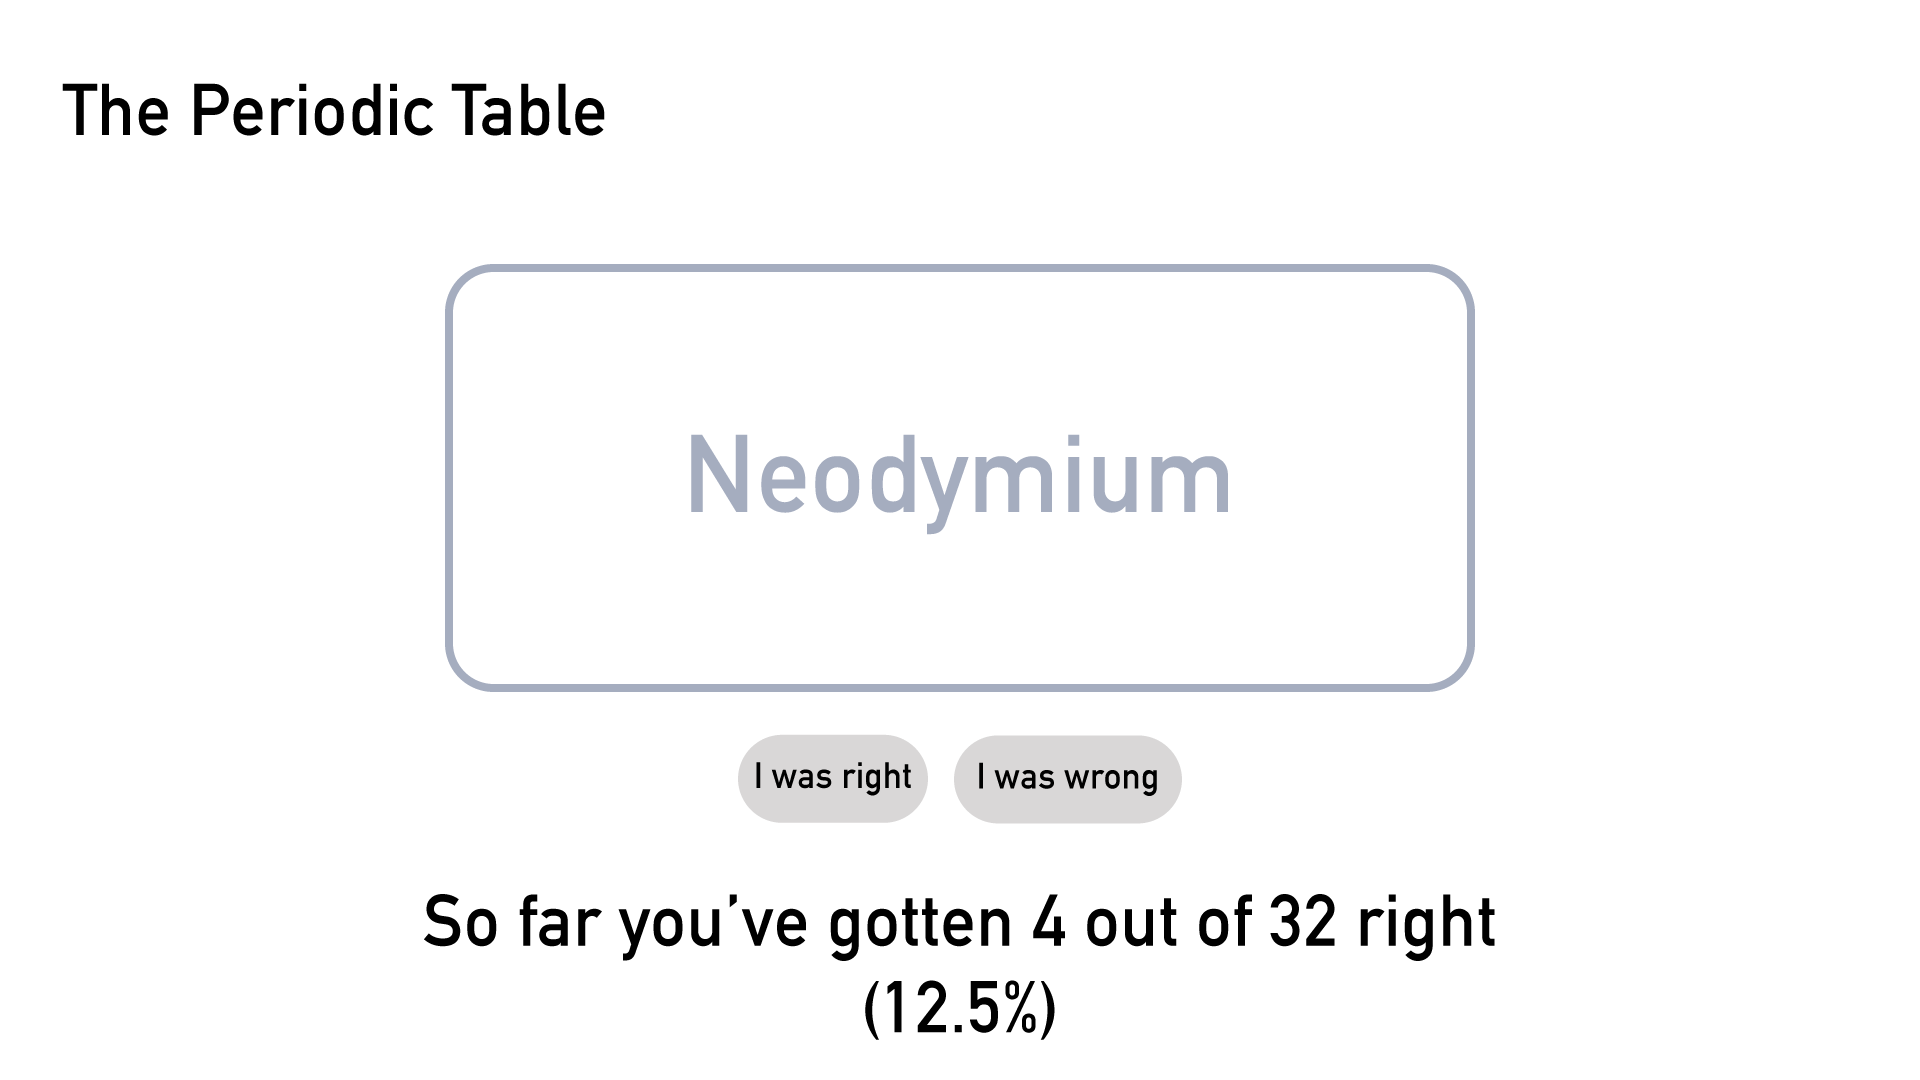 The Periodic Table
Neodymium
I was right
I was wrong
So far you’ve gotten 4 out of 32 right
(12.5%)